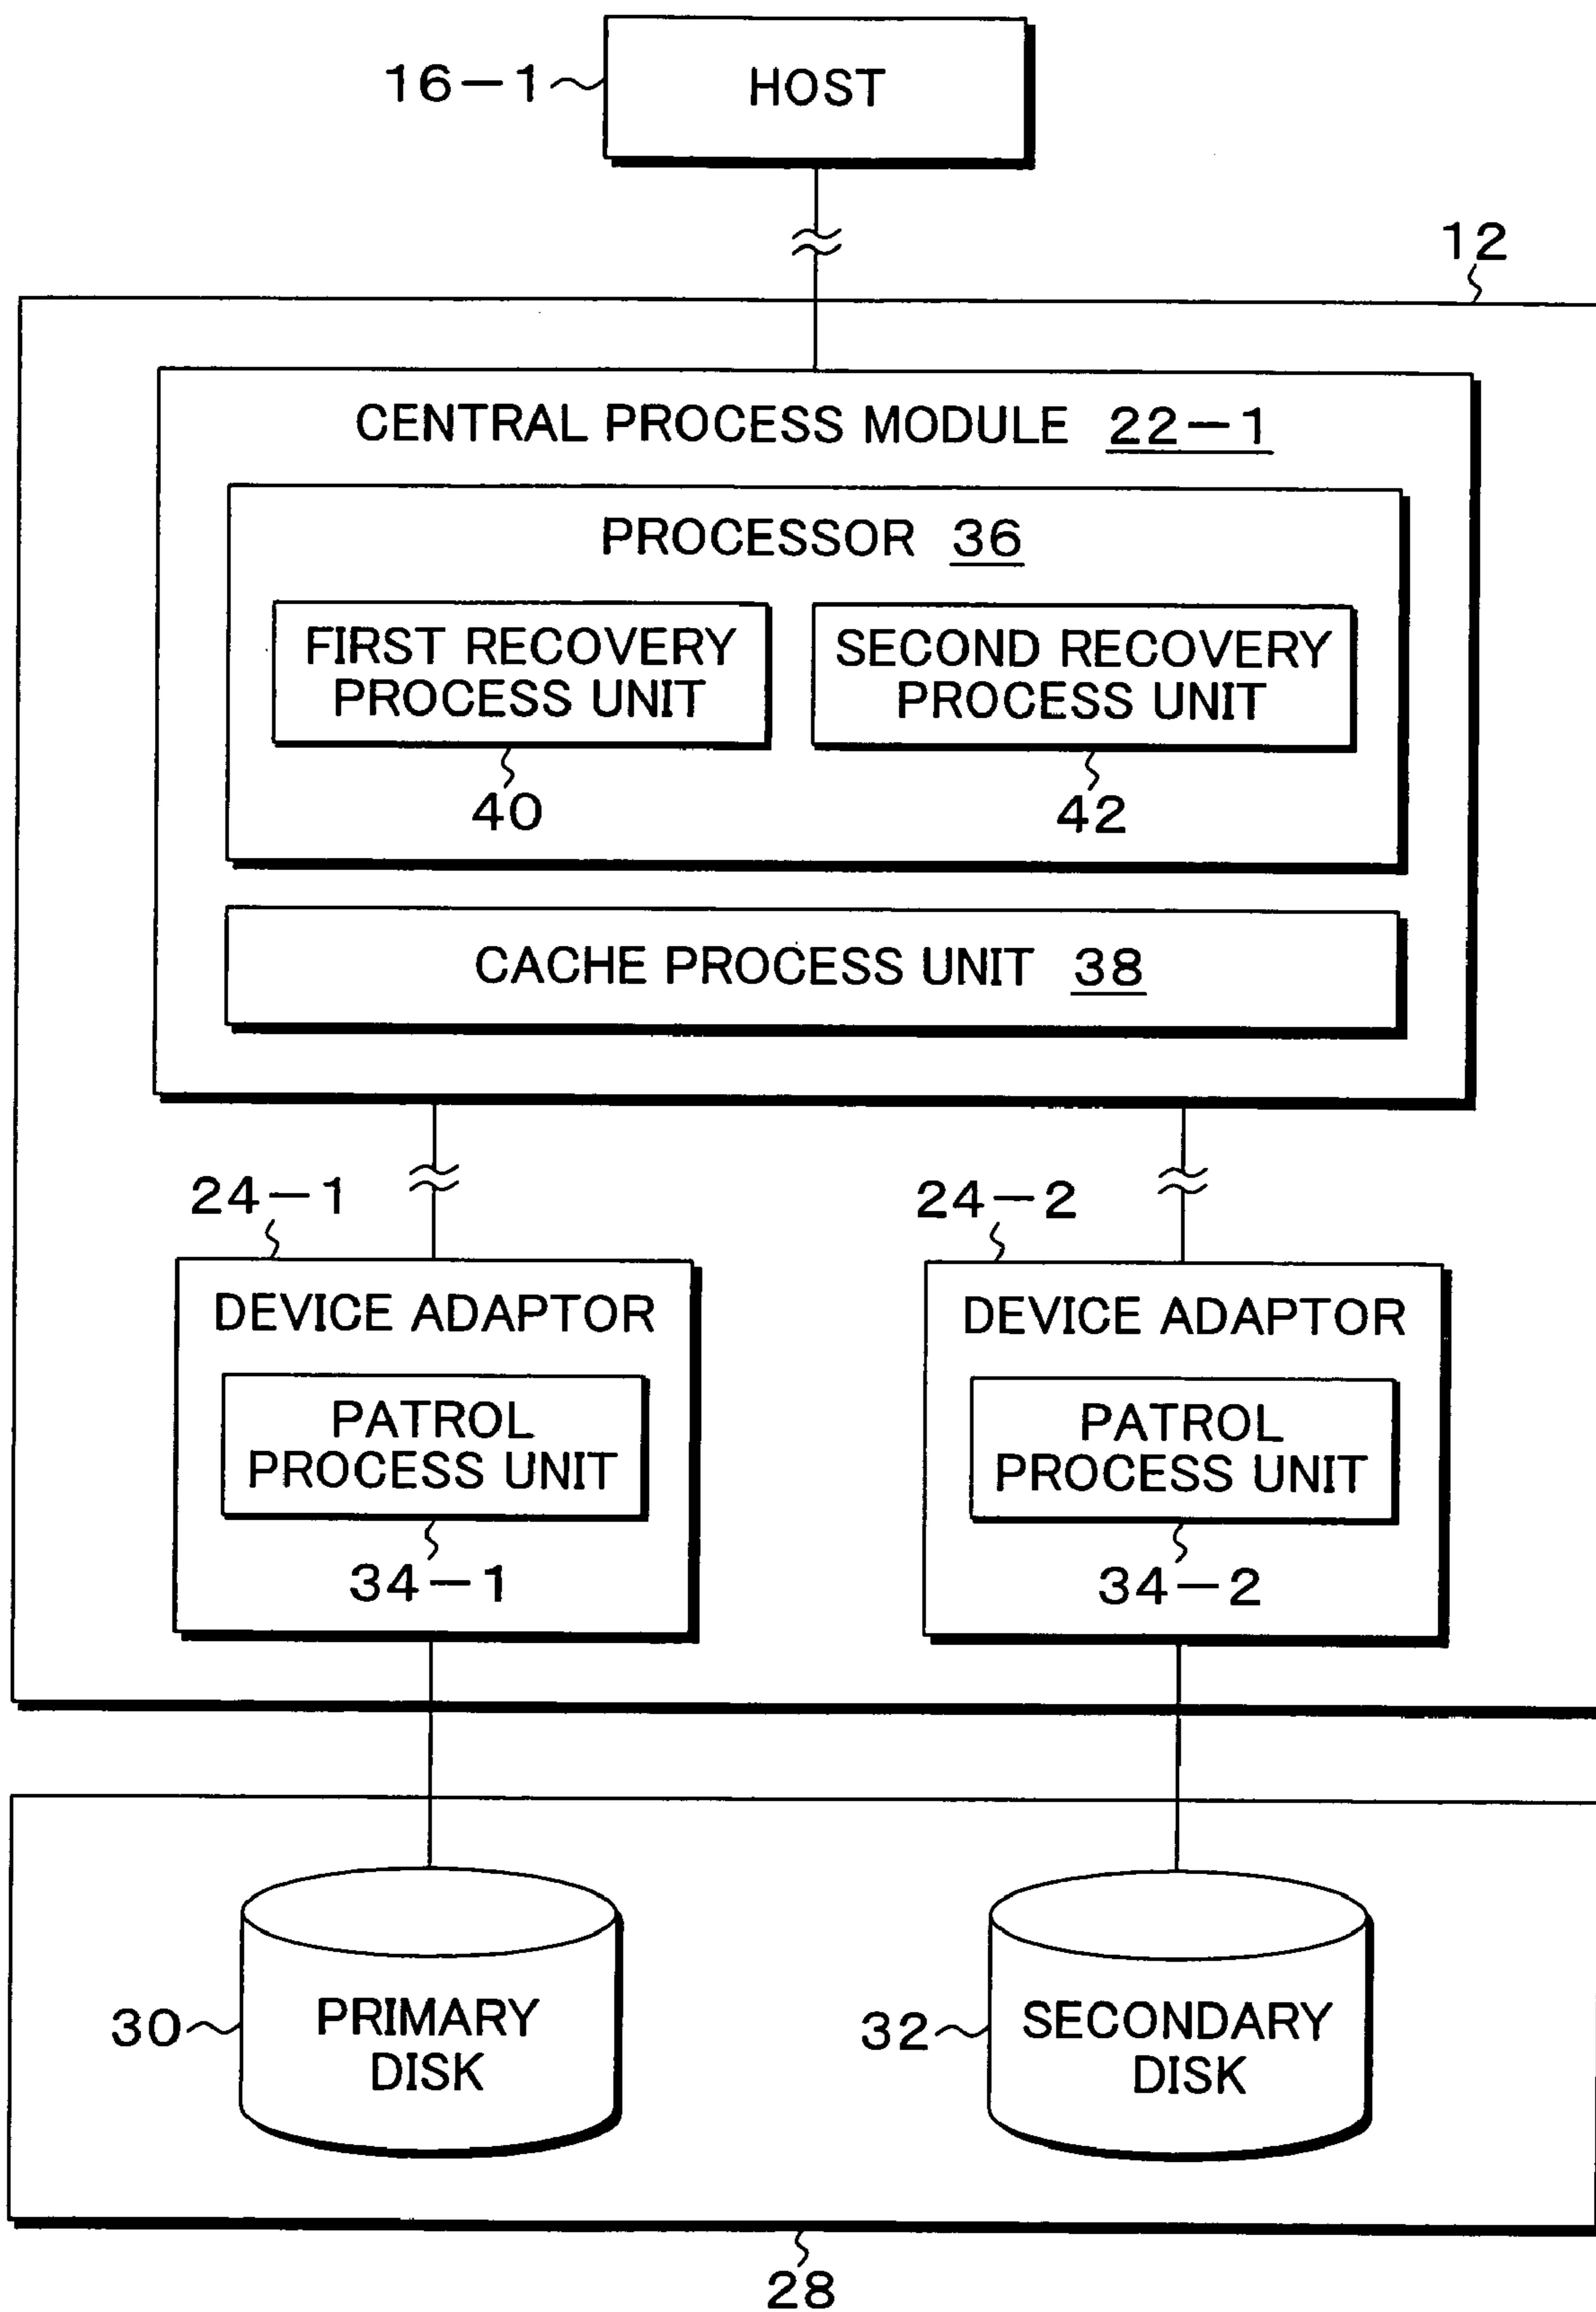 16-1
HOST
12
CENTRAL PROCESS MODULE 22-1
PROCESSOR 36
FIRST RECOVERY
PROCESS UNIT
40
SECOND RECOVERY
PROCESS UNIT
42
CACHE PROCESS UNIT 38
24-1
DEVICE ADAPTOR
PATROL
PROCESS UNIT
34-1
24-2
DEVICE ADAPTOR
PATROL
PROCESS UNIT
34-2
30
PRIMARY
DISK
32
SECONDARY
DISK
28